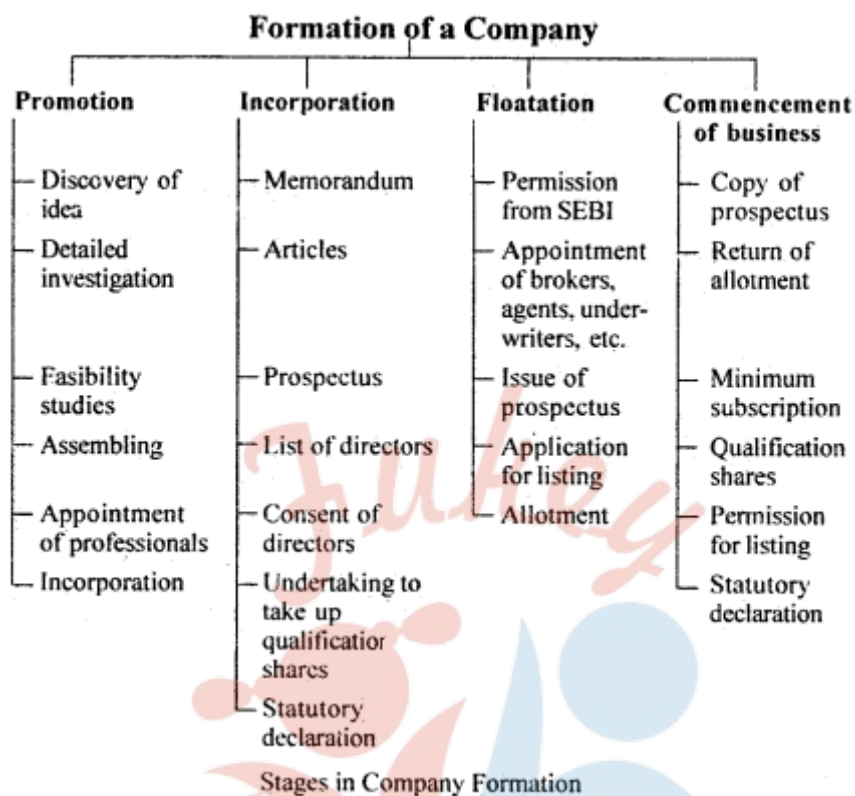 Formation of a Company
Promotion
Discovery of
idea
Detailed
investigation
Fasibility
studies
Assembling
Appointment
of professionals
Incorporation
Incorporation
Memorandum
Articles
Prospectus
List of directors
Consent of
directors
Undertaking to
take up
qualification
shares
Statutory
declaration
Floatation
Permission
from SEBI
Appointment
of brokers,
agents, under-
writers, etc.
Issue of
prospectus
Application
for listing
Allotment
Commencement
of business
Copy of
prospectus
Return of
allotment
Minimum
subscription
Qualification
shares
Permission
for listing
Statutory
declaration
Stages in Company Formation